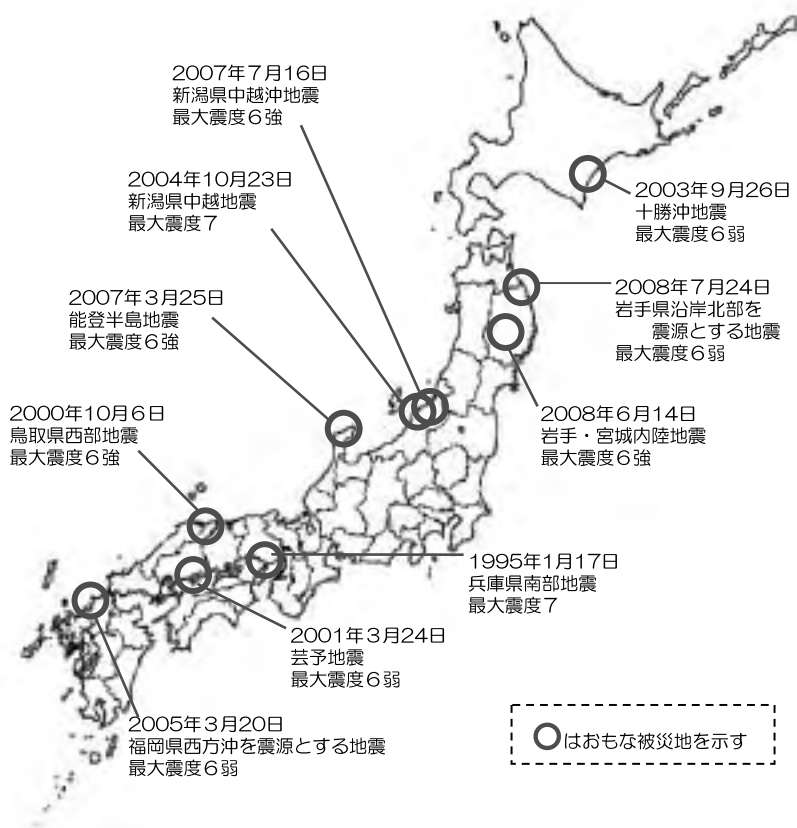 2007年7月16日
新潟県中越沖地震
最大震度6強
2004年10月23日
新潟県中越地震
最大震度7
2003年9月26日
十勝沖地震
最大震度6弱
2007年3月25日
能登半島地震
最大震度6強
2008年7月24日
岩手県沿岸北部を
震源とする地震
最大震度6弱
2000年10月6日
鳥取県西部地震
最大震度6強
2008年6月14日
岩手・宮城内陸地震
最大震度6強
1995年1月17日
兵庫県南部地震
最大震度7
2001年3月24日
芸予地震
最大震度6弱
2005年3月20日
福岡県西方沖を震源とする地震
最大震度6弱
○はおもな被災地を示す